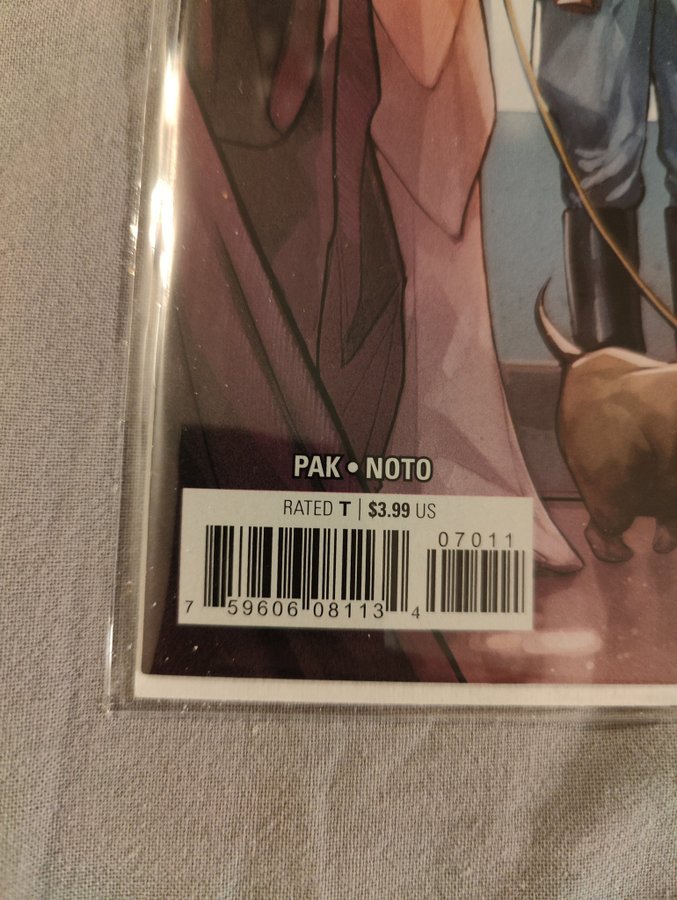 PAK • NOTO
RATED T | $3.99 US
07011
7 59606 08113 4